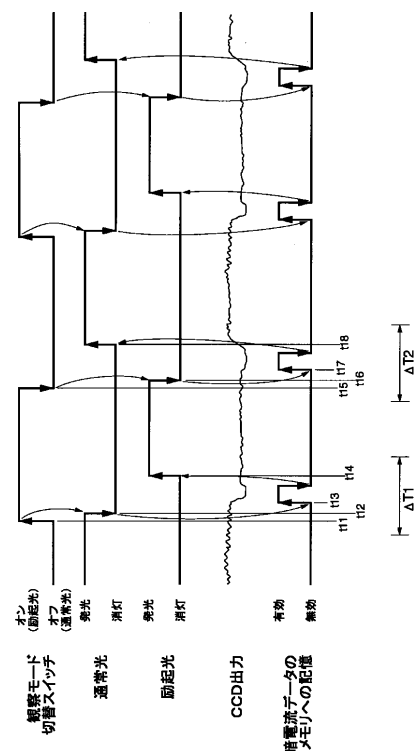 観察モード
切替スイッチ
オン
(励起光)
オフ
(通常光)
通常光
発光
消灯
励起光
発光
消灯
CCD出力
暗電流データの
メモリへの記憶
有効
無効
t11
t12
t13
t14
t15
t16
t17
t18
ΔT1
ΔT2